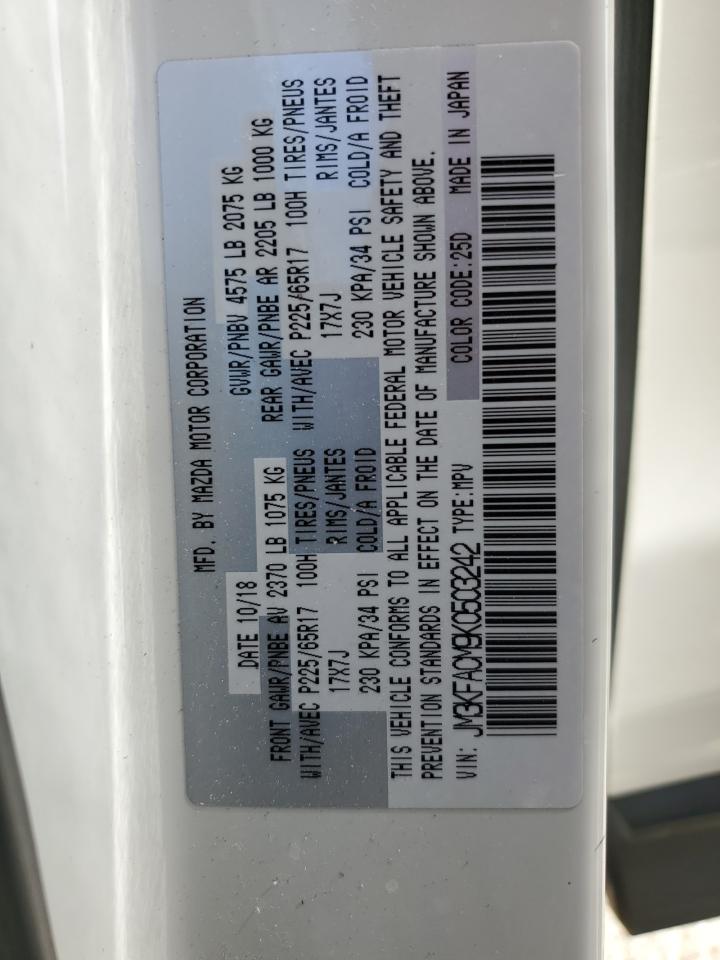 MFD. BY MAZDA MOTOR CORPORATION
DATE 10/18 GVWR/PNBV 4575 LB 2075 KG
FRONT GAWR/PNBE AV 2370 LB 1075 KG REAR GAWR/PNBE AR 2205 LB 1000 KG
WITH/AVEC P225/65R17 100H TIRES/PNEUS WITH/AVEC P225/65R17 100H TIRES/PNEUS
17X7J RIMS/JANTES 17X7J RIMS/JANTES
230 KPA/34 PSI COLD/A FROID 230 KPA/34 PSI COLD/A FROID
THIS VEHICLE CONFORMS TO ALL APPLICABLE FEDERAL MOTOR VEHICLE SAFETY AND THEFT
PREVENTION STANDARDS IN EFFECT ON THE DATE OF MANUFACTURE SHOWN ABOVE.
VIN: JM3KFACM9K0503242 TYPE:MPV COLOR CODE:25D MADE IN JAPAN